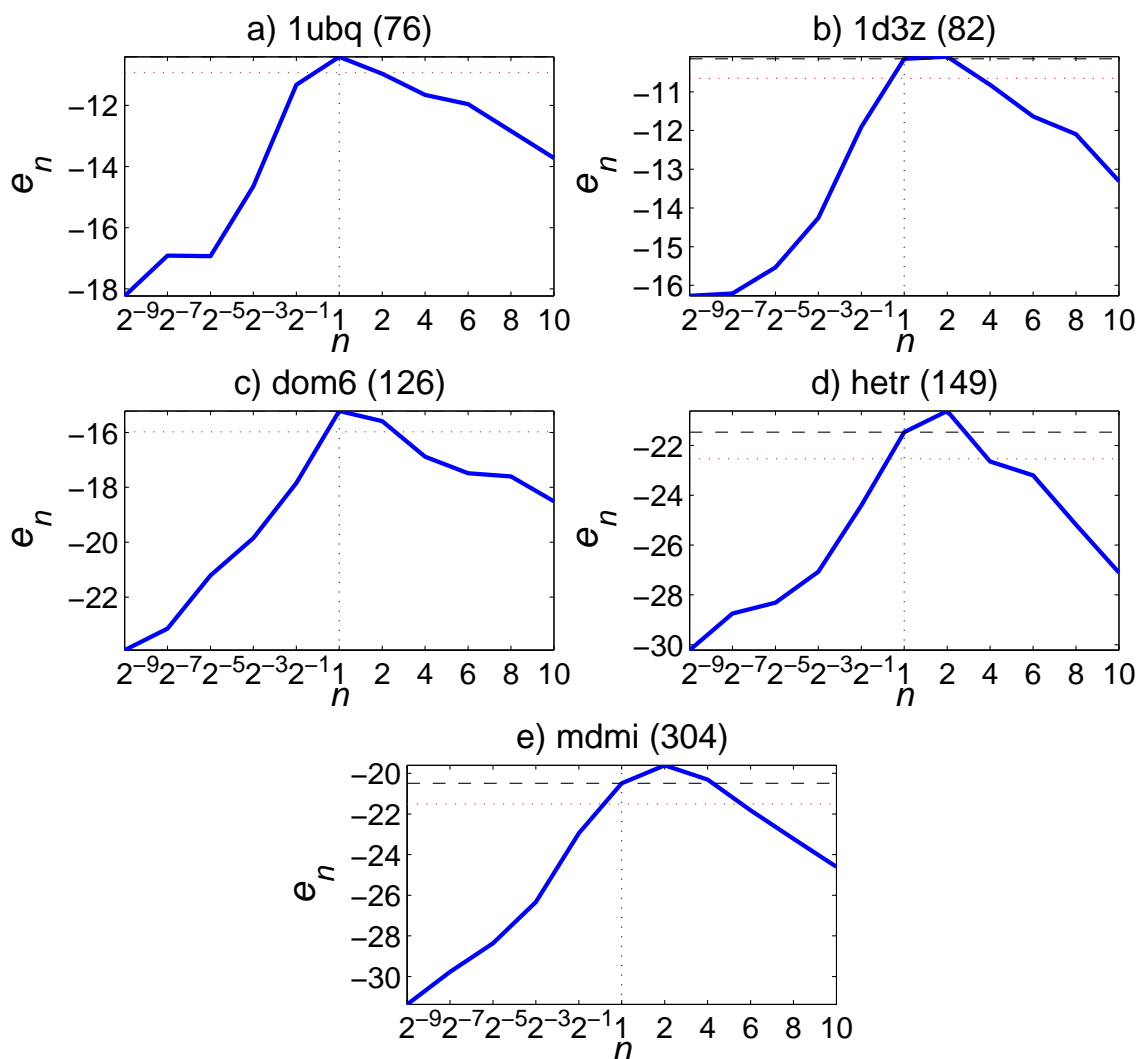 a) 1ubq (76)
e_n
−12
−14
−16
−18
2⁻⁹ 2⁻⁷ 2⁻⁵ 2⁻³ 2⁻¹ 1 2 4 6 8 10
n
b) 1d3z (82)
e_n
−11
−12
−13
−14
−15
−16
2⁻⁹ 2⁻⁷ 2⁻⁵ 2⁻³ 2⁻¹ 1 2 4 6 8 10
n
c) dom6 (126)
e_n
−16
−18
−20
−22
2⁻⁹ 2⁻⁷ 2⁻⁵ 2⁻³ 2⁻¹ 1 2 4 6 8 10
n
d) hetr (149)
e_n
−22
−24
−26
−28
−30
2⁻⁹ 2⁻⁷ 2⁻⁵ 2⁻³ 2⁻¹ 1 2 4 6 8 10
n
e) mdmi (304)
e_n
−20
−22
−24
−26
−28
−30
2⁻⁹ 2⁻⁷ 2⁻⁵ 2⁻³ 2⁻¹ 1 2 4 6 8 10
n